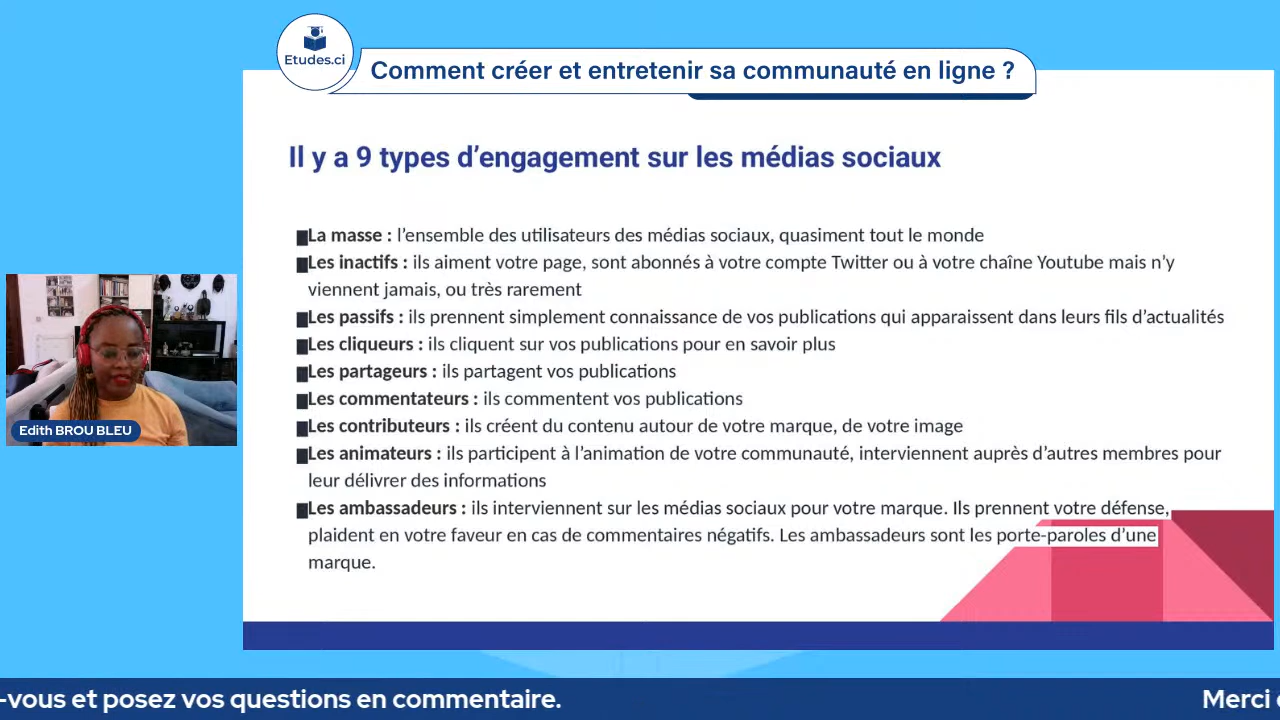 Etudes.ci
Comment créer et entretenir sa communauté en ligne ?
Il y a 9 types d’engagement sur les médias sociaux
La masse : l’ensemble des utilisateurs des médias sociaux, quasiment tout le monde
Les inactifs : ils aiment votre page, sont abonnés à votre compte Twitter ou à votre chaîne Youtube mais n’y
viennent jamais, ou très rarement
Les passifs : ils prennent simplement connaissance de vos publications qui apparaissent dans leurs fils d’actualités
Les cliqueurs : ils cliquent sur vos publications pour en savoir plus
Les partageurs : ils partagent vos publications
Les commentateurs : ils commentent vos publications
Les contributeurs : ils créent du contenu autour de votre marque, de votre image
Les animateurs : ils participent à l’animation de votre communauté, interviennent auprès d’autres membres pour
leur délivrer des informations
Les ambassadeurs : ils interviennent sur les médias sociaux pour votre marque. Ils prennent votre défense,
plaident en votre faveur en cas de commentaires négatifs. Les ambassadeurs sont les porte-paroles d’une
marque.
Edith BROU BLEU
-vous et posez vos questions en commentaire.
Merci